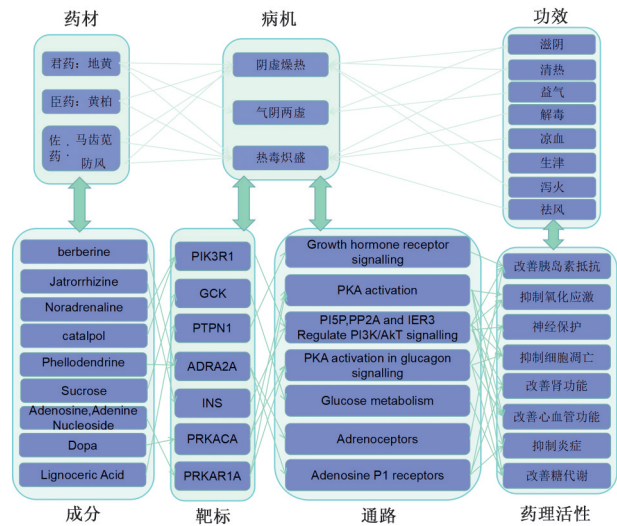 药材
病机
功效
君药：地黄
臣药：黄柏
佐药：
马齿苋
防风
阴虚燥热
气阴两虚
热毒炽盛
滋阴
清热
益气
解毒
凉血
生津
泻火
祛风
berberine
Jatrorrhizine
Noradrenaline
catalpol
Phellodendrine
Sucrose
Adenosine,Adenine
Nucleoside
Dopa
Lignoceric Acid
PIK3R1
GCK
PTPN1
ADRA2A
INS
PRKACA
PRKAR1A
Growth hormone receptor
signalling
PKA activation
PI5P,PP2A and IER3
Regulate PI3K/AkT signalling
PKA activation in glucagon
signalling
Glucose metabolism
Adrenoceptors
Adenosine P1 receptors
改善胰岛素抵抗
抑制氧化应激
神经保护
抑制细胞凋亡
改善肾功能
改善心血管功能
抑制炎症
改善糖代谢
成分
靶标
通路
药理活性